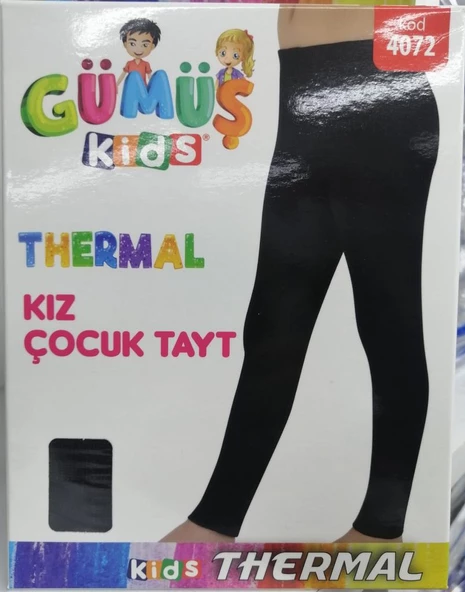 kod
4072
GÜMÜŞ
Kids®
THERMAL
KIZ
ÇOCUK TAYT
Kids THERMAL